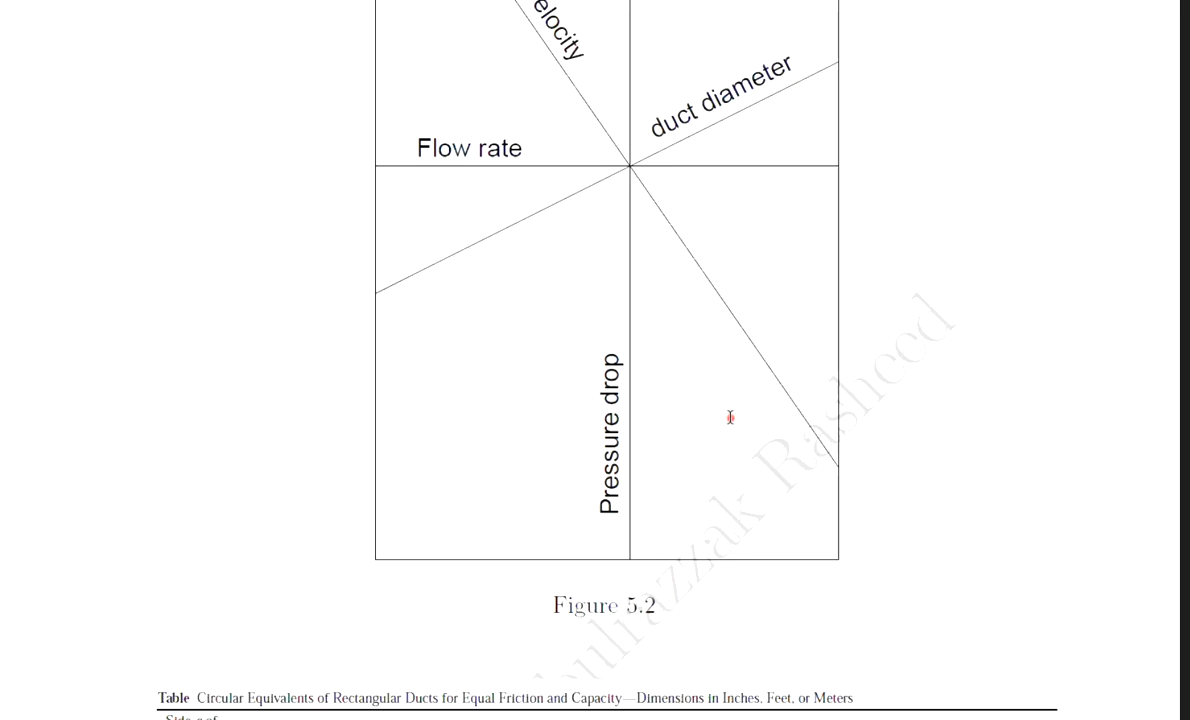 elocity
duct diameter
Flow rate
Pressure drop
Rasheed
Figure 5.2
Table Circular Equivalents of Rectangular Ducts for Equal Friction and Capacity—Dimensions in Inches, Feet, or Meters